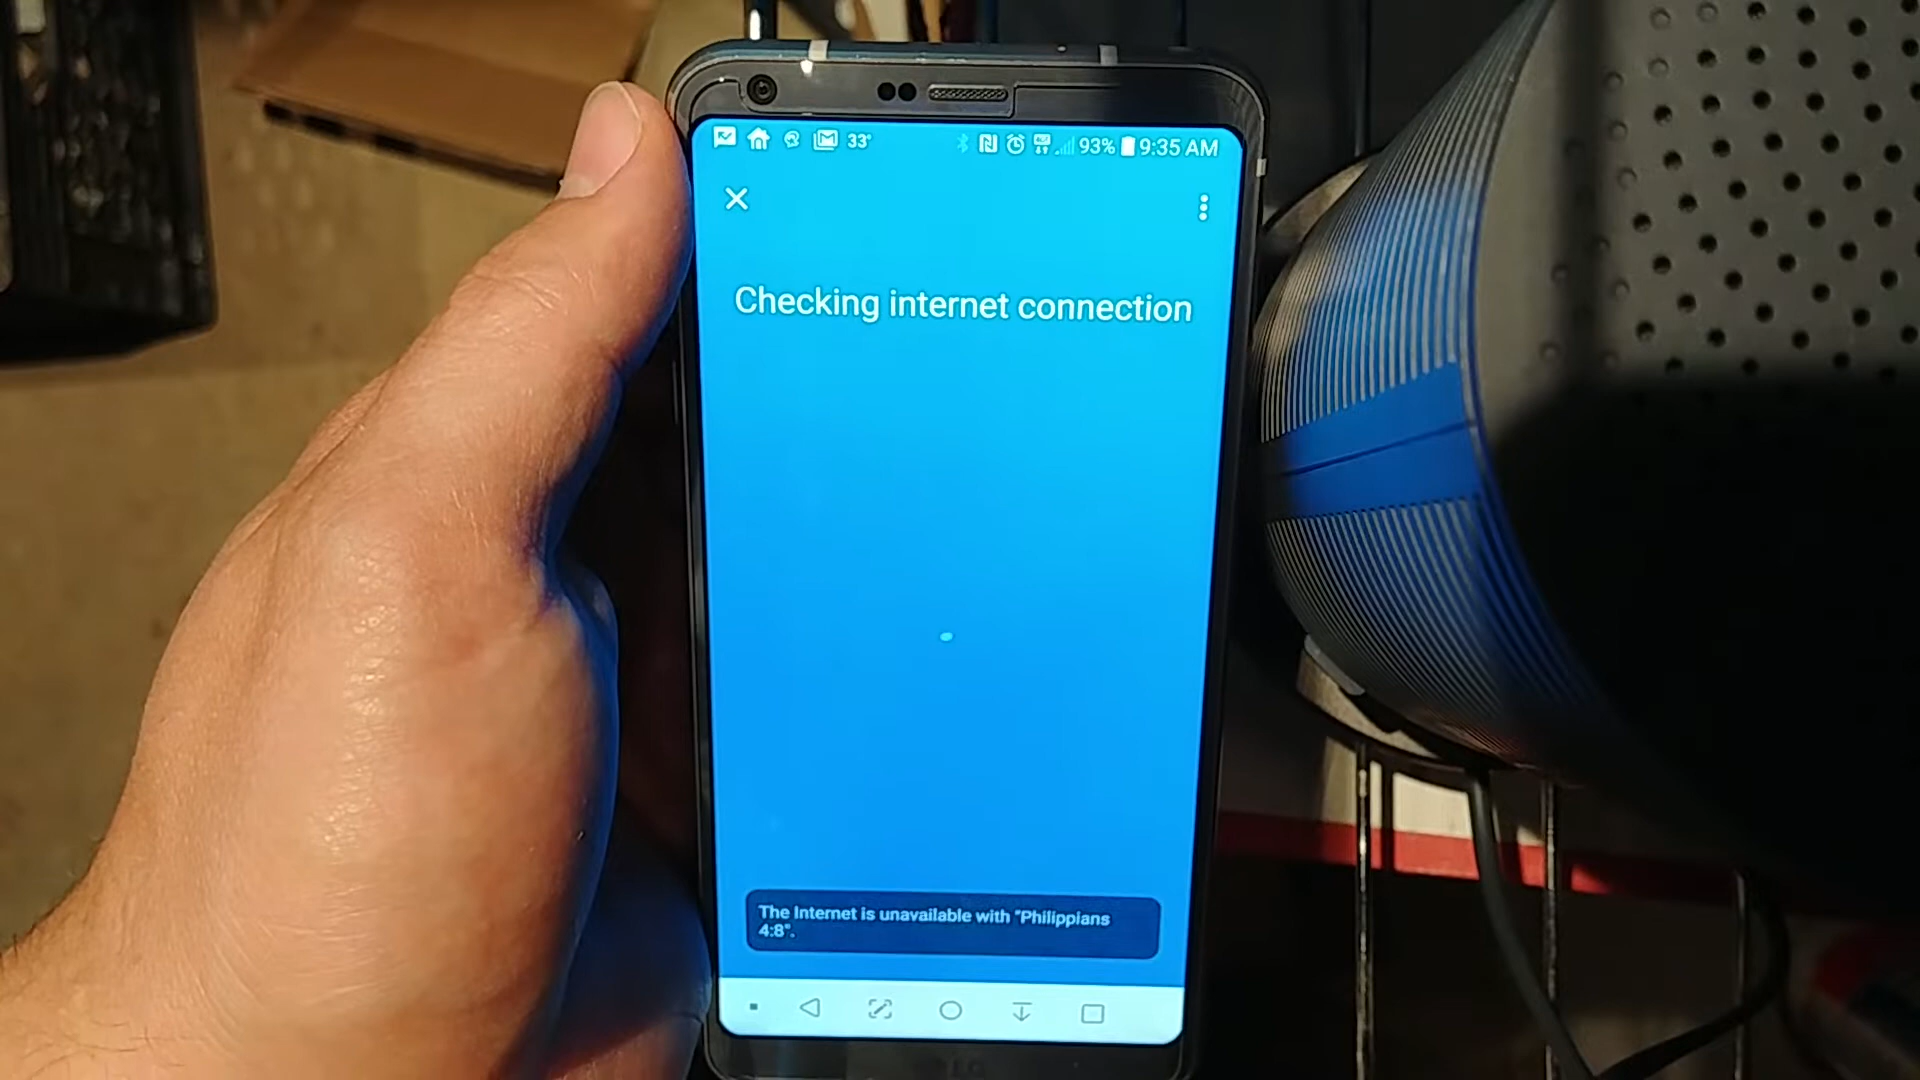 33° 93% 9:35 AM
Checking internet connection
The Internet is unavailable with "Philippians
4:8".